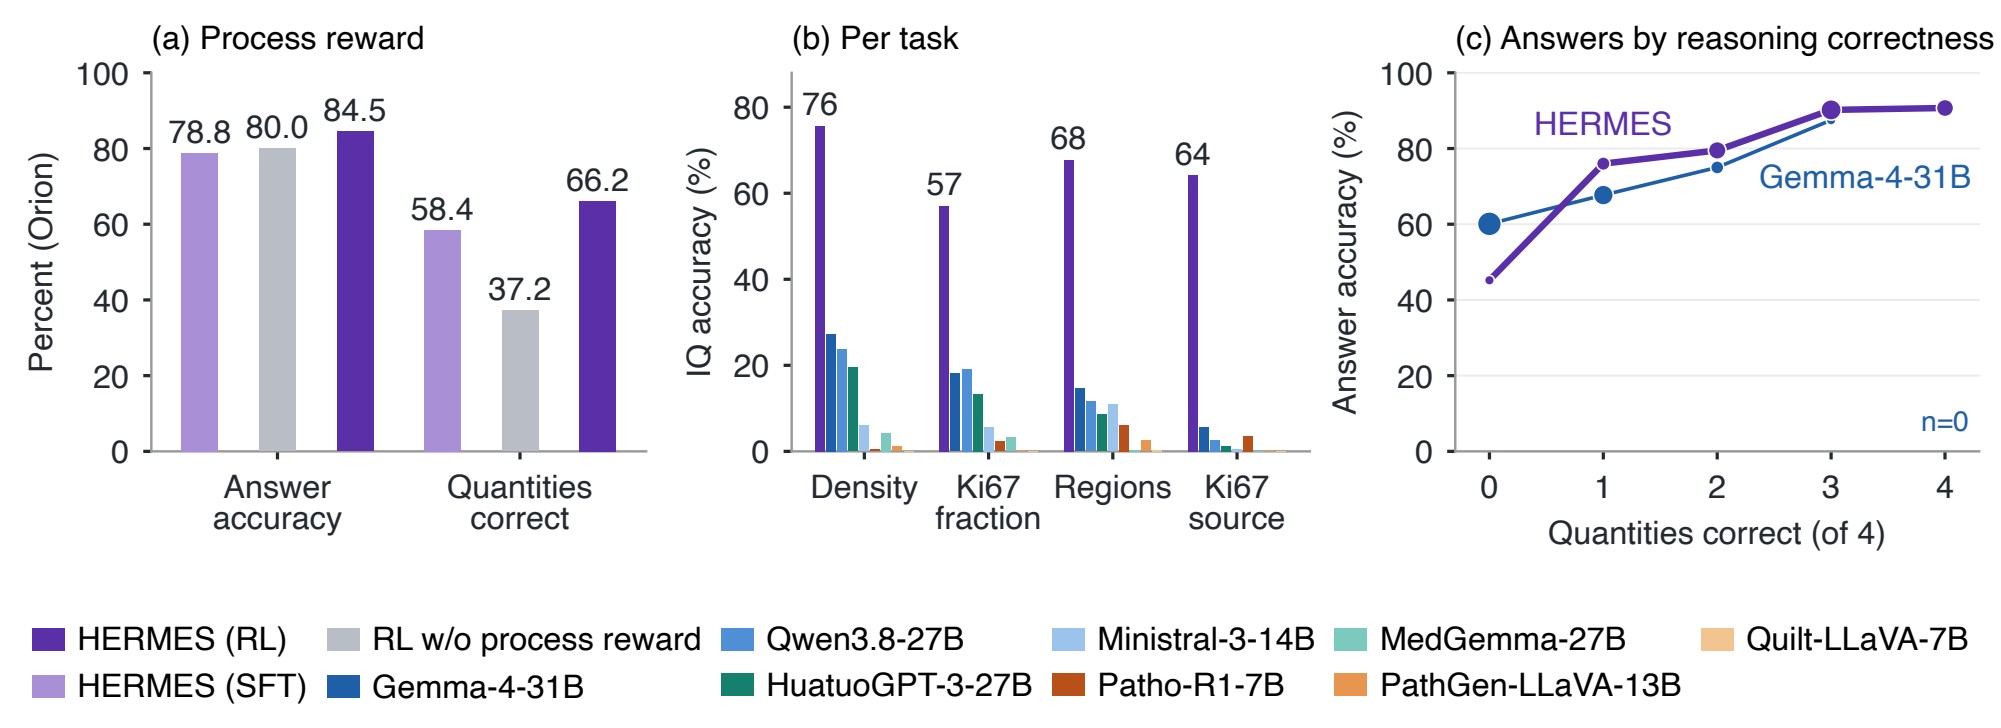 (a) Process reward
100
80
60
40
20
0
Percent (Orion)
78.8
80.0
84.5
58.4
37.2
66.2
Answer
accuracy
Quantities
correct
(b) Per task
80
60
40
20
0
IQ accuracy (%)
76
57
68
64
Density
Ki67
fraction
Regions
Ki67
source
(c) Answers by reasoning correctness
100
80
60
40
20
0
Answer accuracy (%)
HERMES
Gemma-4-31B
n=0
0
1
2
3
4
Quantities correct (of 4)
HERMES (RL)
HERMES (SFT)
RL w/o process reward
Gemma-4-31B
Qwen3.8-27B
HuatuoGPT-3-27B
Ministral-3-14B
Patho-R1-7B
MedGemma-27B
PathGen-LLaVA-13B
Quilt-LLaVA-7B